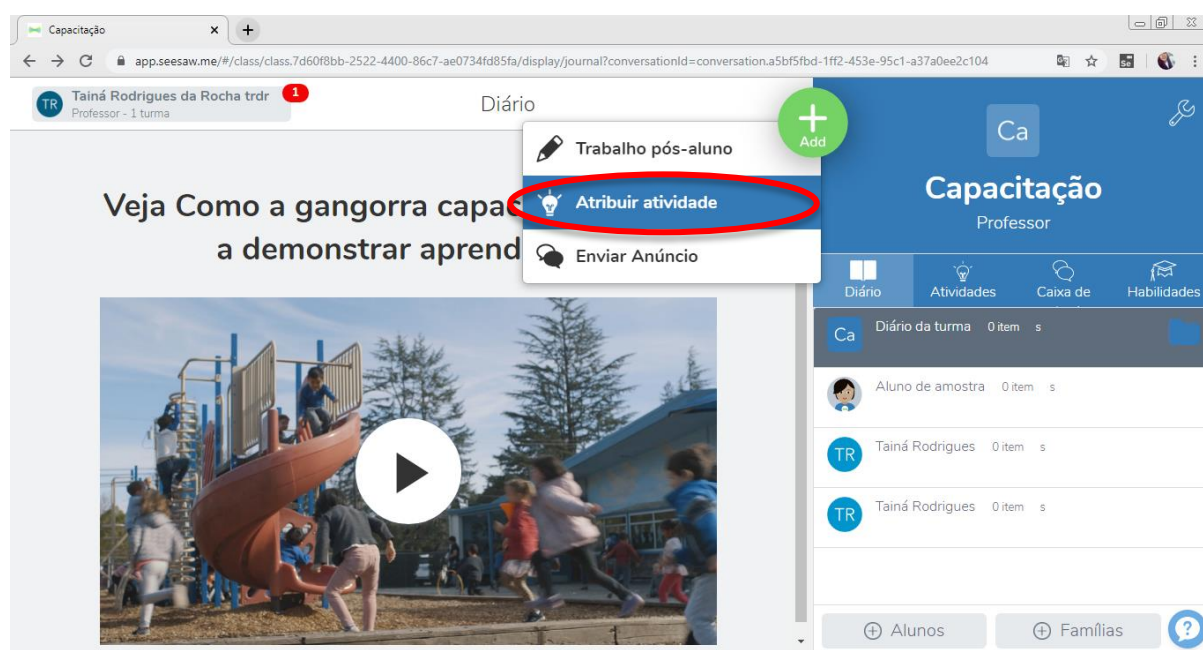 Capacitação
app.seesaw.me/#/class/class.7d60f8bb-2522-4400-86c7-ae0734fd85fa/display/journal?conversationId=conversation.a5bf5fbd-1ff2-453e-95c1-a37a0ee2c104
TR
Tainá Rodrigues da Rocha trdr
1
Professor - 1 turma
Diário
Add
Trabalho pós-aluno
Atribuir atividade
Enviar Anúncio
Veja Como a gangorra capac
a demonstrar aprend
Ca
Capacitação
Professor
Diário
Atividades
Caixa de
Habilidades
Ca
Diário da turma 0 item s
Aluno de amostra 0 item s
TR
Tainá Rodrigues 0 item s
TR
Tainá Rodrigues 0 item s
Alunos
Famílias
?